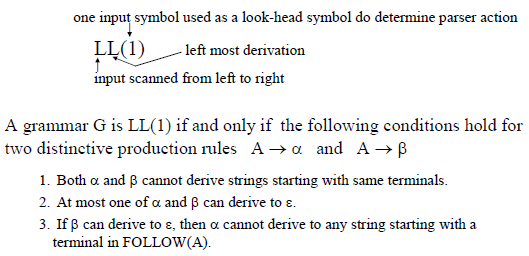 one input symbol used as a look-head symbol do determine parser action
LL(1)
left most derivation
input scanned from left to right
A grammar G is LL(1) if and only if the following conditions hold for
two distinctive production rules A → α and A → β
1. Both α and β cannot derive strings starting with same terminals.
2. At most one of α and β can derive to ε.
3. If β can derive to ε, then α cannot derive to any string starting with a
terminal in FOLLOW(A).